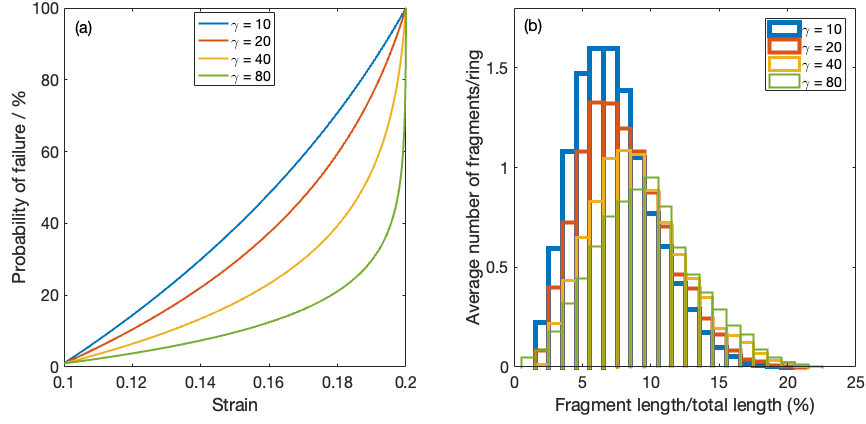 (a)
γ = 10
γ = 20
γ = 40
γ = 80
Probability of failure / %
100
80
60
40
20
0
0.1
0.12
0.14
0.16
0.18
0.2
Strain
(b)
γ = 10
γ = 20
γ = 40
γ = 80
Average number of fragments/ring
1.5
1
0.5
0
0
5
10
15
20
25
Fragment length/total length (%)